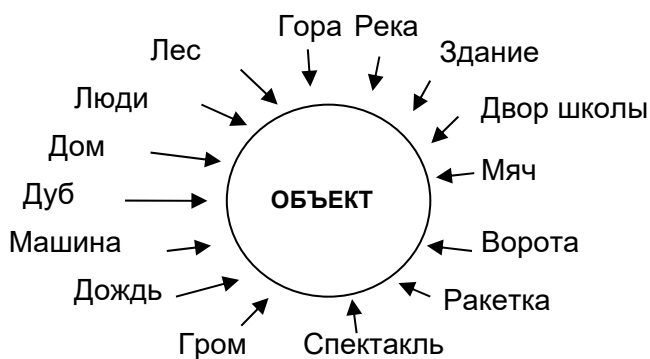 Гора Река
Лес
Здание
Люди
Двор школы
Дом
Мяч
Дуб
ОБЪЕКТ
Машина
Ворота
Дождь
Ракетка
Гром
Спектакль